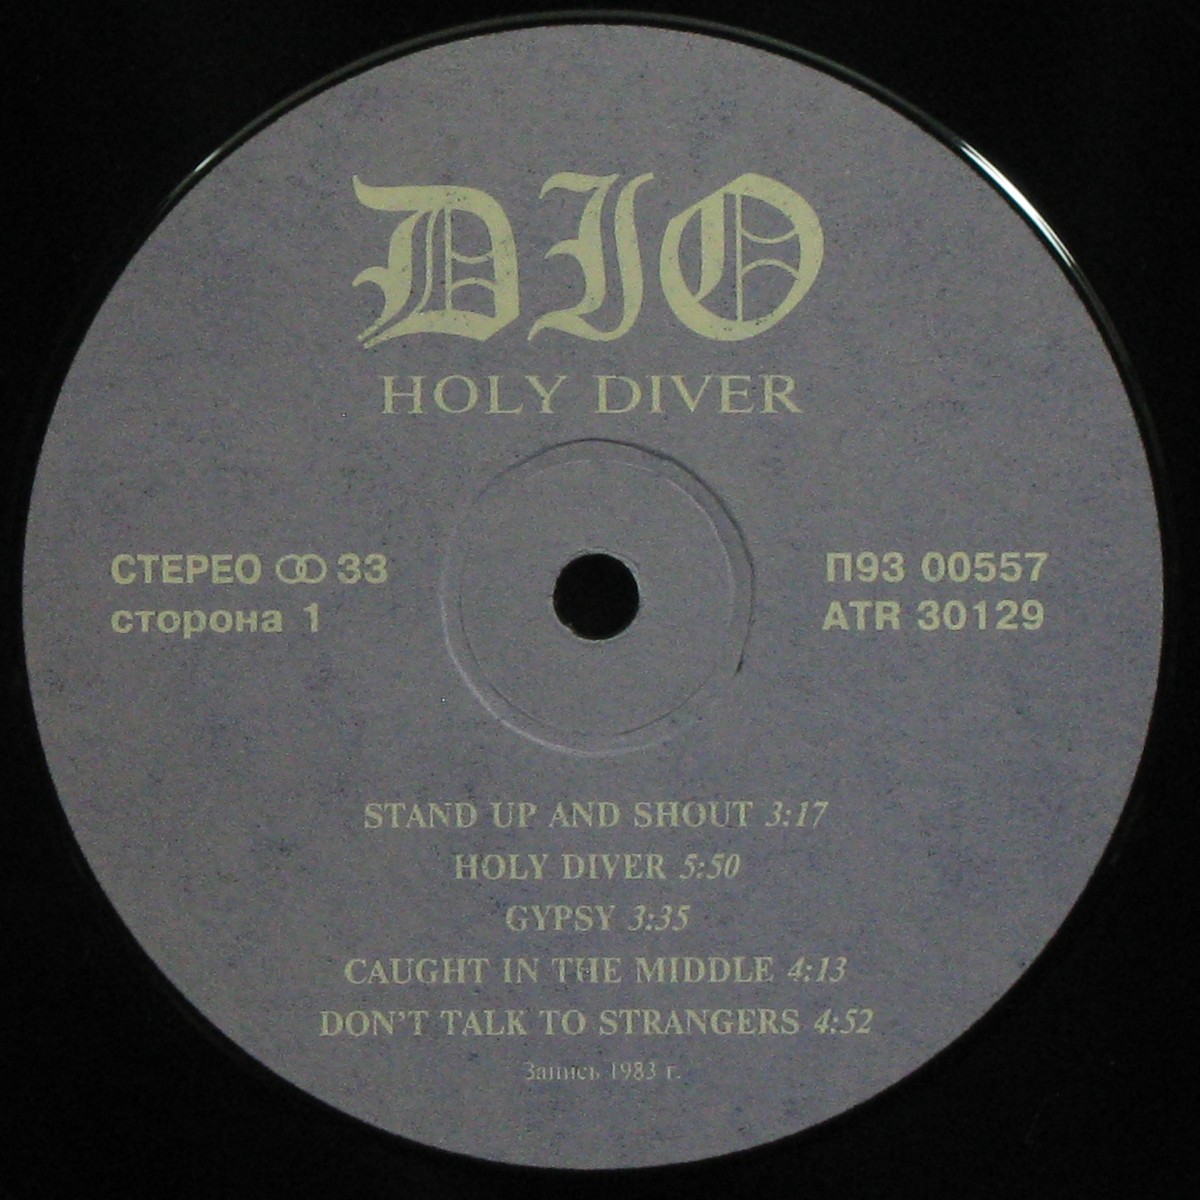 DIO
HOLY DIVER
СТЕРЕО 33
сторона 1
П93 00557
ATR 30129
STAND UP AND SHOUT 3:17
HOLY DIVER 5:50
GYPSY 3:35
CAUGHT IN THE MIDDLE 4:13
DON'T TALK TO STRANGERS 4:52
Запись 1983 г.